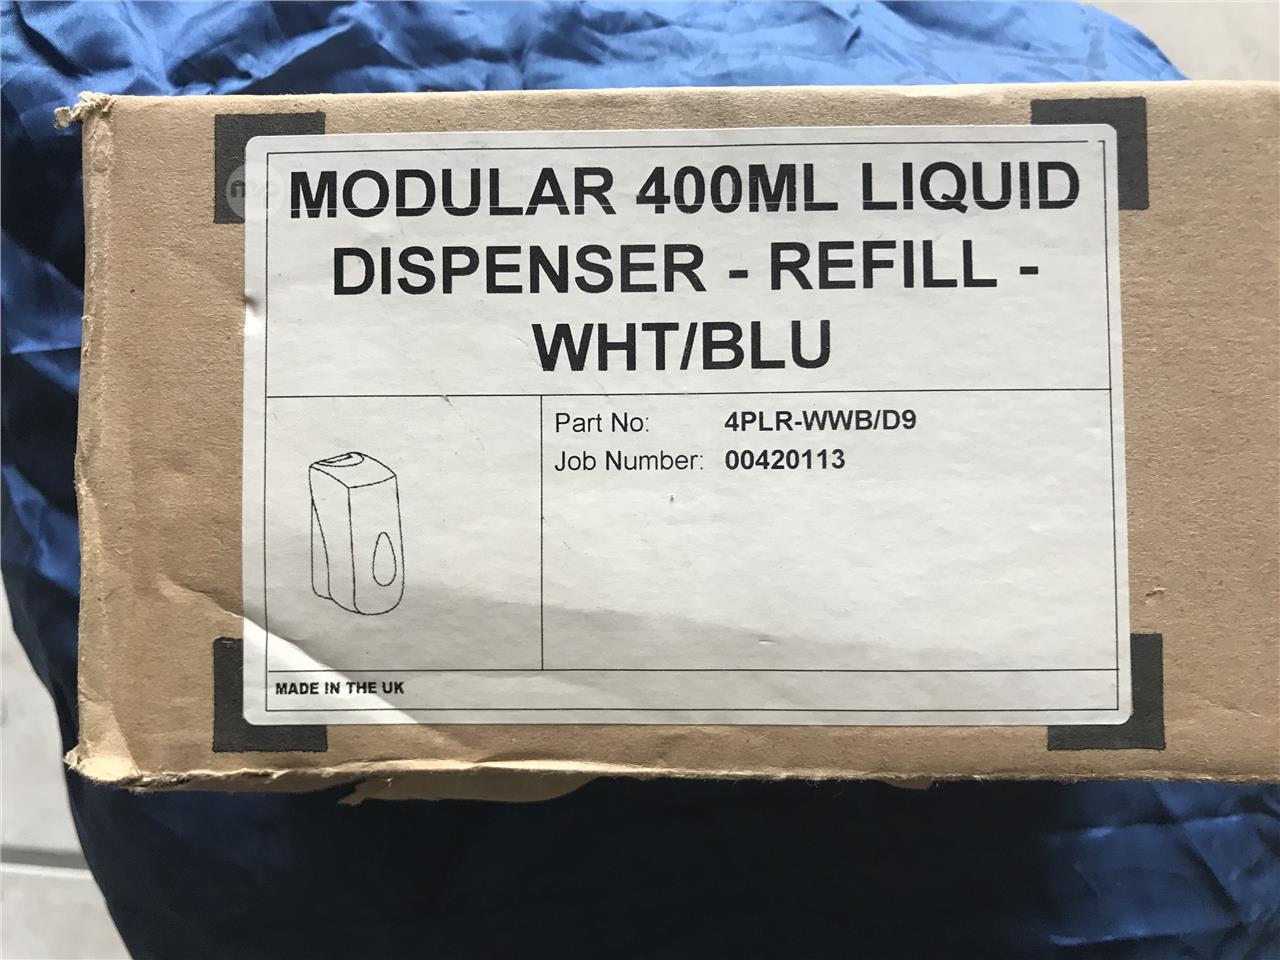 MODULAR 400ML LIQUID
DISPENSER - REFILL -
WHT/BLU
Part No: 4PLR-WWB/D9
Job Number: 00420113
MADE IN THE UK